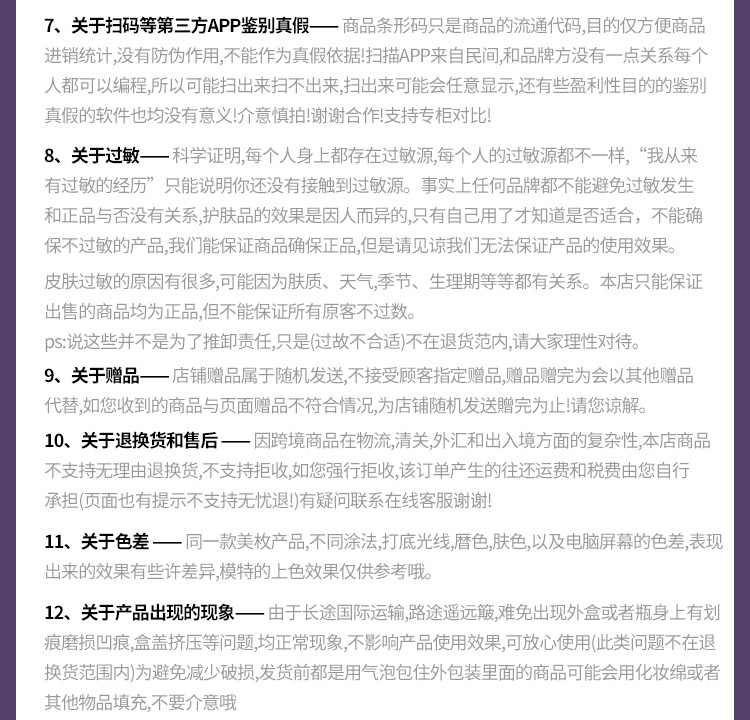 7、关于扫码等第三方APP鉴别真假—— 商品条形码只是商品的流通代码,目的仅方便商品
进销统计,没有防伪作用,不能作为真假依据!扫描APP来自民间,和品牌方没有一点关系每个
人都可以编程,所以可能扫出来扫不出来,扫出来可能会任意显示,还有些盈利性目的的鉴别
真假的软件也均没有意义!介意慎拍!谢谢合作!支持专柜对比!
8、关于过敏—— 科学证明,每个人身上都存在过敏源,每个人的过敏源都不一样,“我从来
有过敏的经历”只能说明你还没有接触到过敏源。事实上任何品牌都不能避免过敏发生
和正品与否没有关系,护肤品的效果是因人而异的,只有自己用了才知道是否适合，不能确
保不过敏的产品,我们能保证商品确保正品,但是请见谅我们无法保证产品的使用效果。
皮肤过敏的原因有很多,可能因为肤质、天气,季节、生理期等等都有关系。本店只能保证
出售的商品均为正品,但不能保证所有原客不过数。
ps:说这些并不是为了推卸责任,只是(过故不合适)不在退货范内,请大家理性对待。
9、关于赠品—— 店铺赠品属于随机发送,不接受顾客指定赠品,赠品赠完为会以其他赠品
代替,如您收到的商品与页面赠品不符合情况,为店铺随机发送赠完为止!请您谅解。
10、关于退换货和售后 —— 因跨境商品在物流,清关,外汇和出入境方面的复杂性,本店商品
不支持无理由退换货,不支持拒收,如您强行拒收,该订单产生的往还运费和税费由您自行
承担(页面也有提示不支持无忧退!)有疑问联系在线客服谢谢!
11、关于色差 —— 同一款美枚产品,不同涂法,打底光线,曆色,肤色,以及电脑屏幕的色差,表现
出来的效果有些许差异,模特的上色效果仅供参考哦。
12、关于产品出现的现象—— 由于长途国际运输,路途遥远簸,难免出现外盒或者瓶身上有划
痕磨损凹痕,盒盖挤压等问题,均正常现象,不影响产品使用效果,可放心使用(此类问题不在退
换货范围内)为避免减少破损,发货前都是用气泡包住外包装里面的商品可能会用化妆绵或者
其他物品填充,不要介意哦